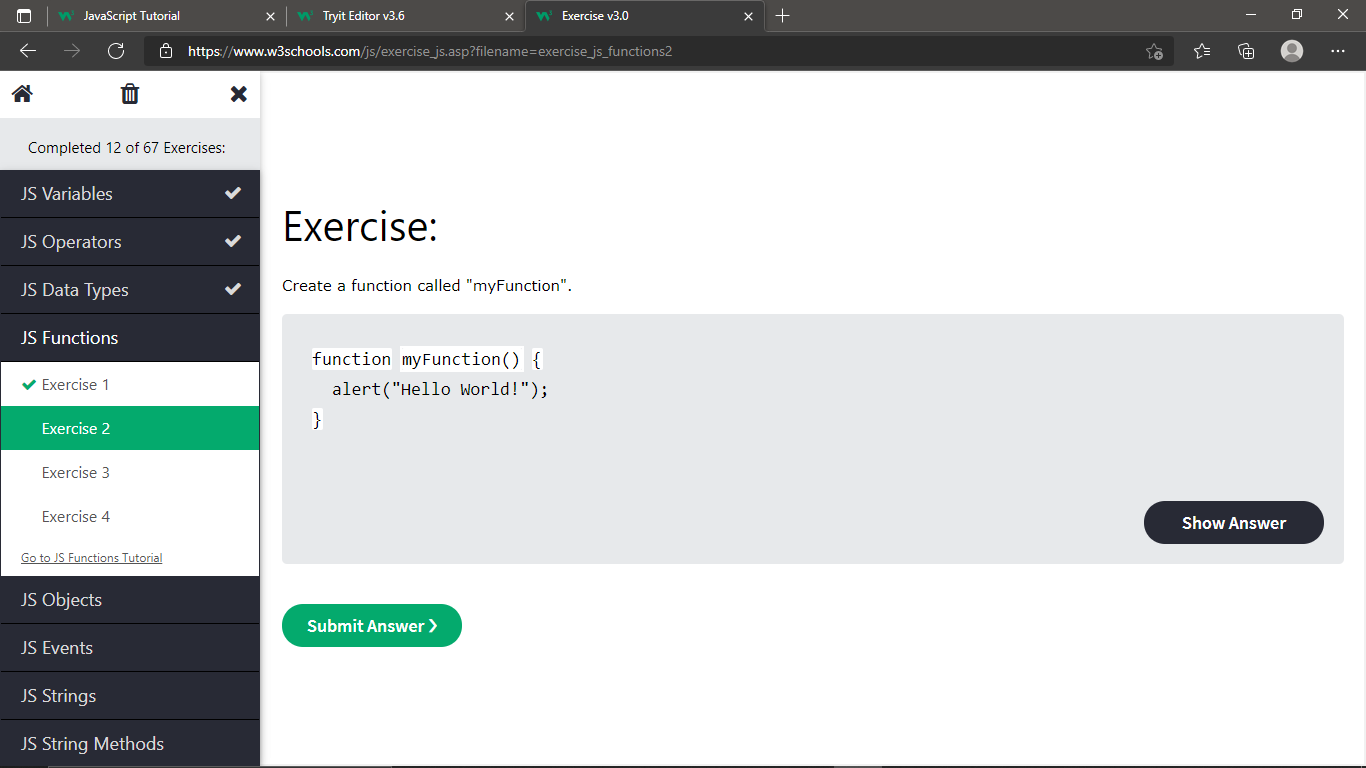 JavaScript Tutorial
Tryit Editor v3.6
Exercise v3.0
https://www.w3schools.com/js/exercise_js.asp?filename=exercise_js_functions2
Completed 12 of 67 Exercises:
JS Variables
JS Operators
JS Data Types
JS Functions
Exercise 1
Exercise 2
Exercise 3
Exercise 4
Go to JS Functions Tutorial
JS Objects
JS Events
JS Strings
JS String Methods
Exercise:
Create a function called "myFunction".
function myFunction() {
  alert("Hello World!");
}
Show Answer
Submit Answer ❯